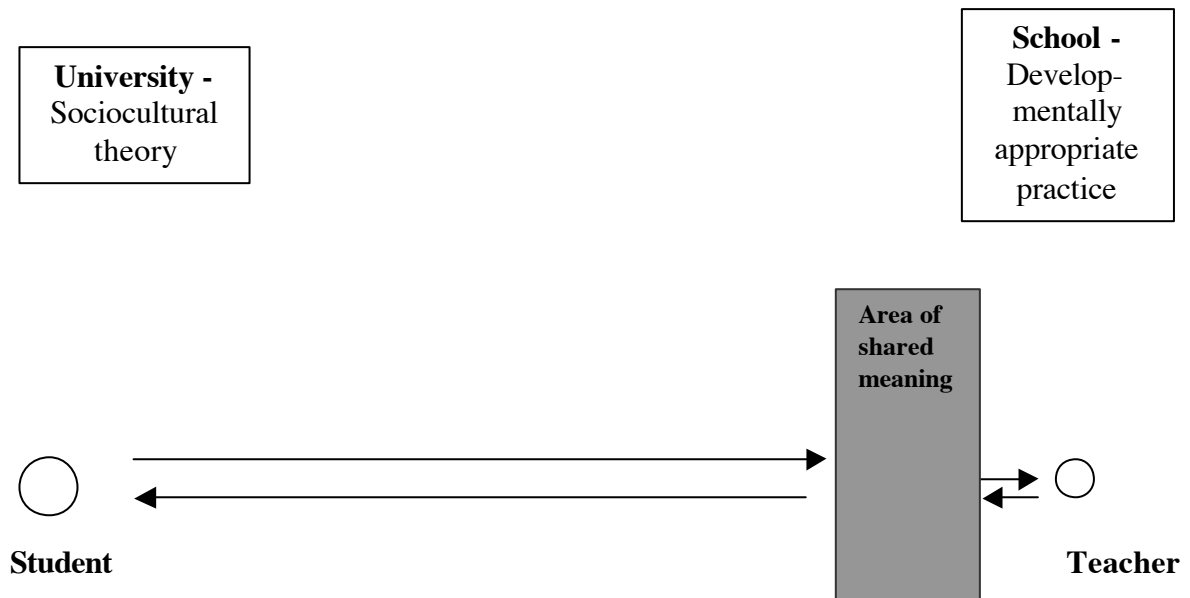 University -
Sociocultural
theory
School -
Develop-
mentally
appropriate
practice
Area of
shared
meaning
Student
Teacher